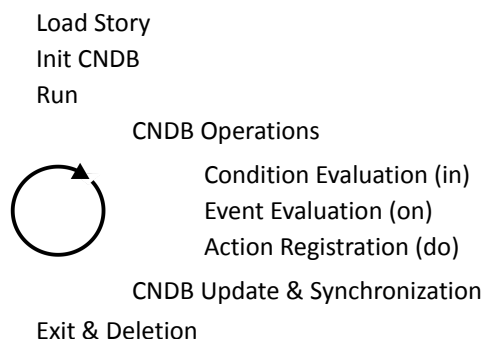 Load Story
Init CNDB
Run
CNDB Operations
Condition Evaluation (in)
Event Evaluation (on)
Action Registration (do)
CNDB Update & Synchronization
Exit & Deletion